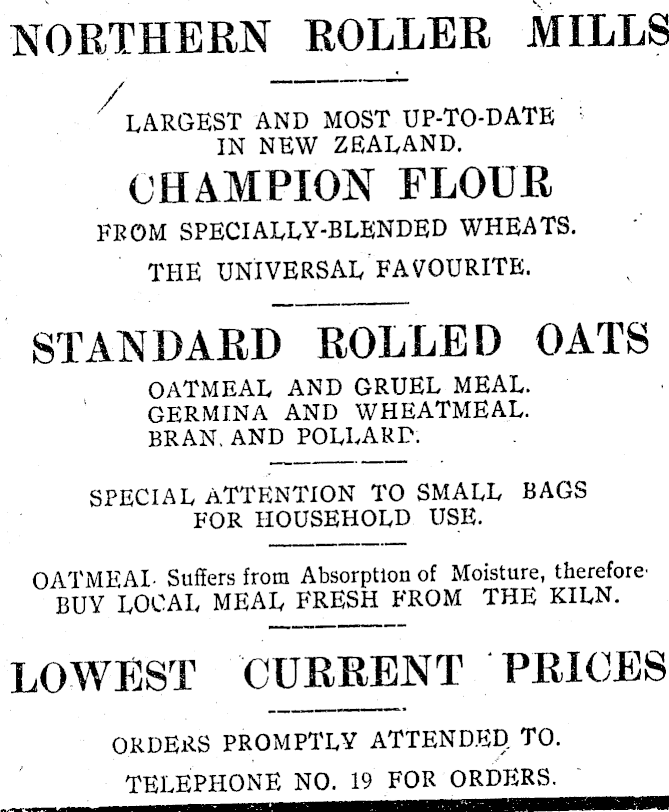 NORTHERN ROLLER MILLS
LARGEST AND MOST UP-TO-DATE
IN NEW ZEALAND.
CHAMPION FLOUR
FROM SPECIALLY-BLENDED WHEATS.
THE UNIVERSAL FAVOURITE.
STANDARD ROLLED OATS
OATMEAL AND GRUEL MEAL.
GERMINA AND WHEATMEAL.
BRAN AND POLLARD.
SPECIAL ATTENTION TO SMALL BAGS
FOR HOUSEHOLD USE.
OATMEAL Suffers from Absorption of Moisture, therefore
BUY LOCAL MEAL FRESH FROM THE KILN.
LOWEST CURRENT PRICES
ORDERS PROMPTLY ATTENDED TO.
TELEPHONE NO. 19 FOR ORDERS.